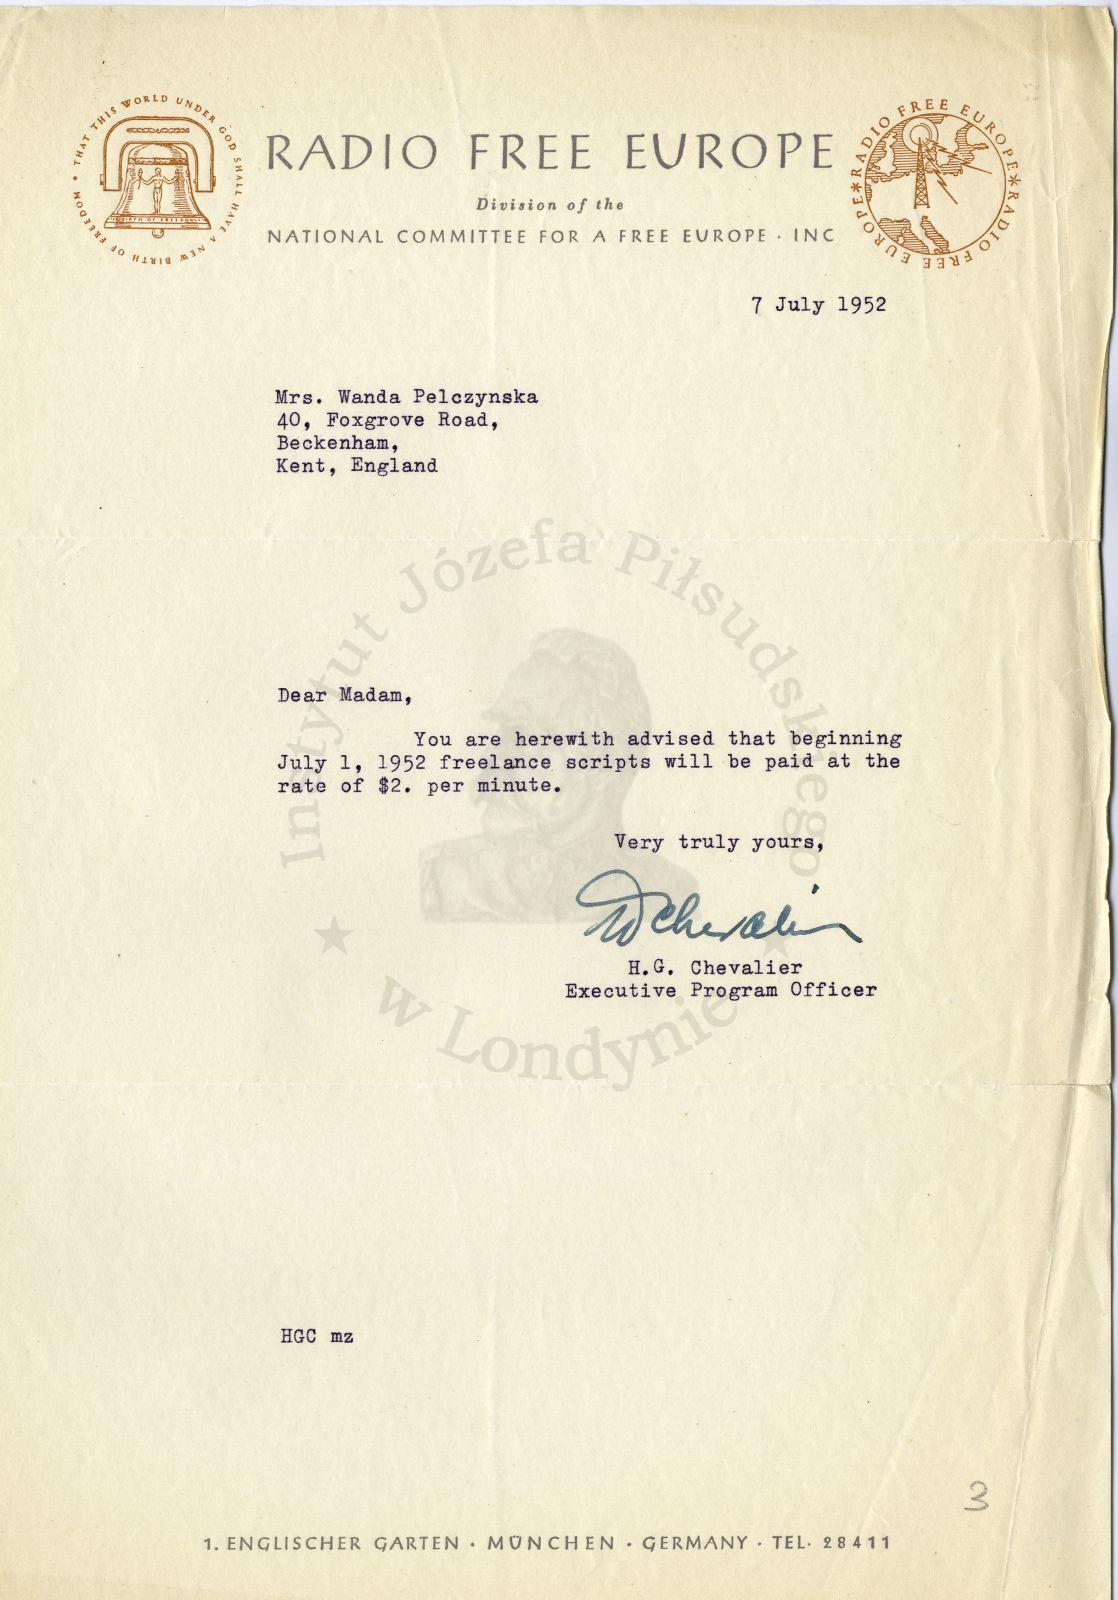 THAT THIS WORLD UNDER GOD SHALL HAVE A NEW BIRTH OF FREEDOM
RADIO FREE EUROPE
Division of the
NATIONAL COMMITTEE FOR A FREE EUROPE · INC
RADIO FREE EUROPE * RADIO FREE EUROPE *
7 July 1952
Mrs. Wanda Pelczynska
40, Foxgrove Road,
Beckenham,
Kent, England
Instytut Józefa Piłsudskiego
w Londynie
Dear Madam,
You are herewith advised that beginning
July 1, 1952 freelance scripts will be paid at the
rate of $2. per minute.
Very truly yours,
Chevalier
H.G. Chevalier
Executive Program Officer
HGC mz
3
1. ENGLISCHER GARTEN · MÜNCHEN · GERMANY · TEL· 28411